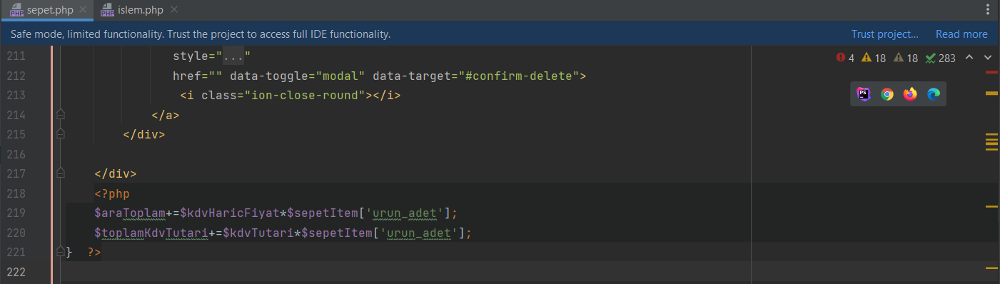 sepet.php
islem.php
Safe mode, limited functionality. Trust the project to access full IDE functionality.
Trust project...
Read more
211 style="..."
4 18 18 283
212 href="" data-toggle="modal" data-target="#confirm-delete">
213 <i class="ion-close-round"></i>
214 </a>
215 </div>
216
217 </div>
218 <?php
219 $araToplam+=$kdvHaricFiyat*$sepetItem['urun_adet'];
220 $toplamKdvTutari+=$kdvTutari*$sepetItem['urun_adet'];
221 } ?>
222